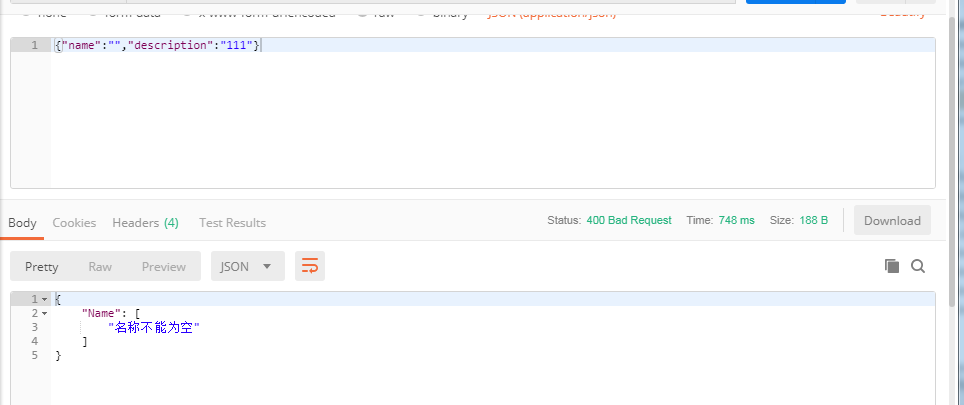 none form-data x-www-form-urlencoded raw binary JSON (application/json) Beautify
1 {"name":"","description":"111"}
Body Cookies Headers (4) Test Results Status: 400 Bad Request Time: 748 ms Size: 188 B Download
Pretty Raw Preview JSON
1 {
2 "Name": [
3 "名称不能为空"
4 ]
5 }